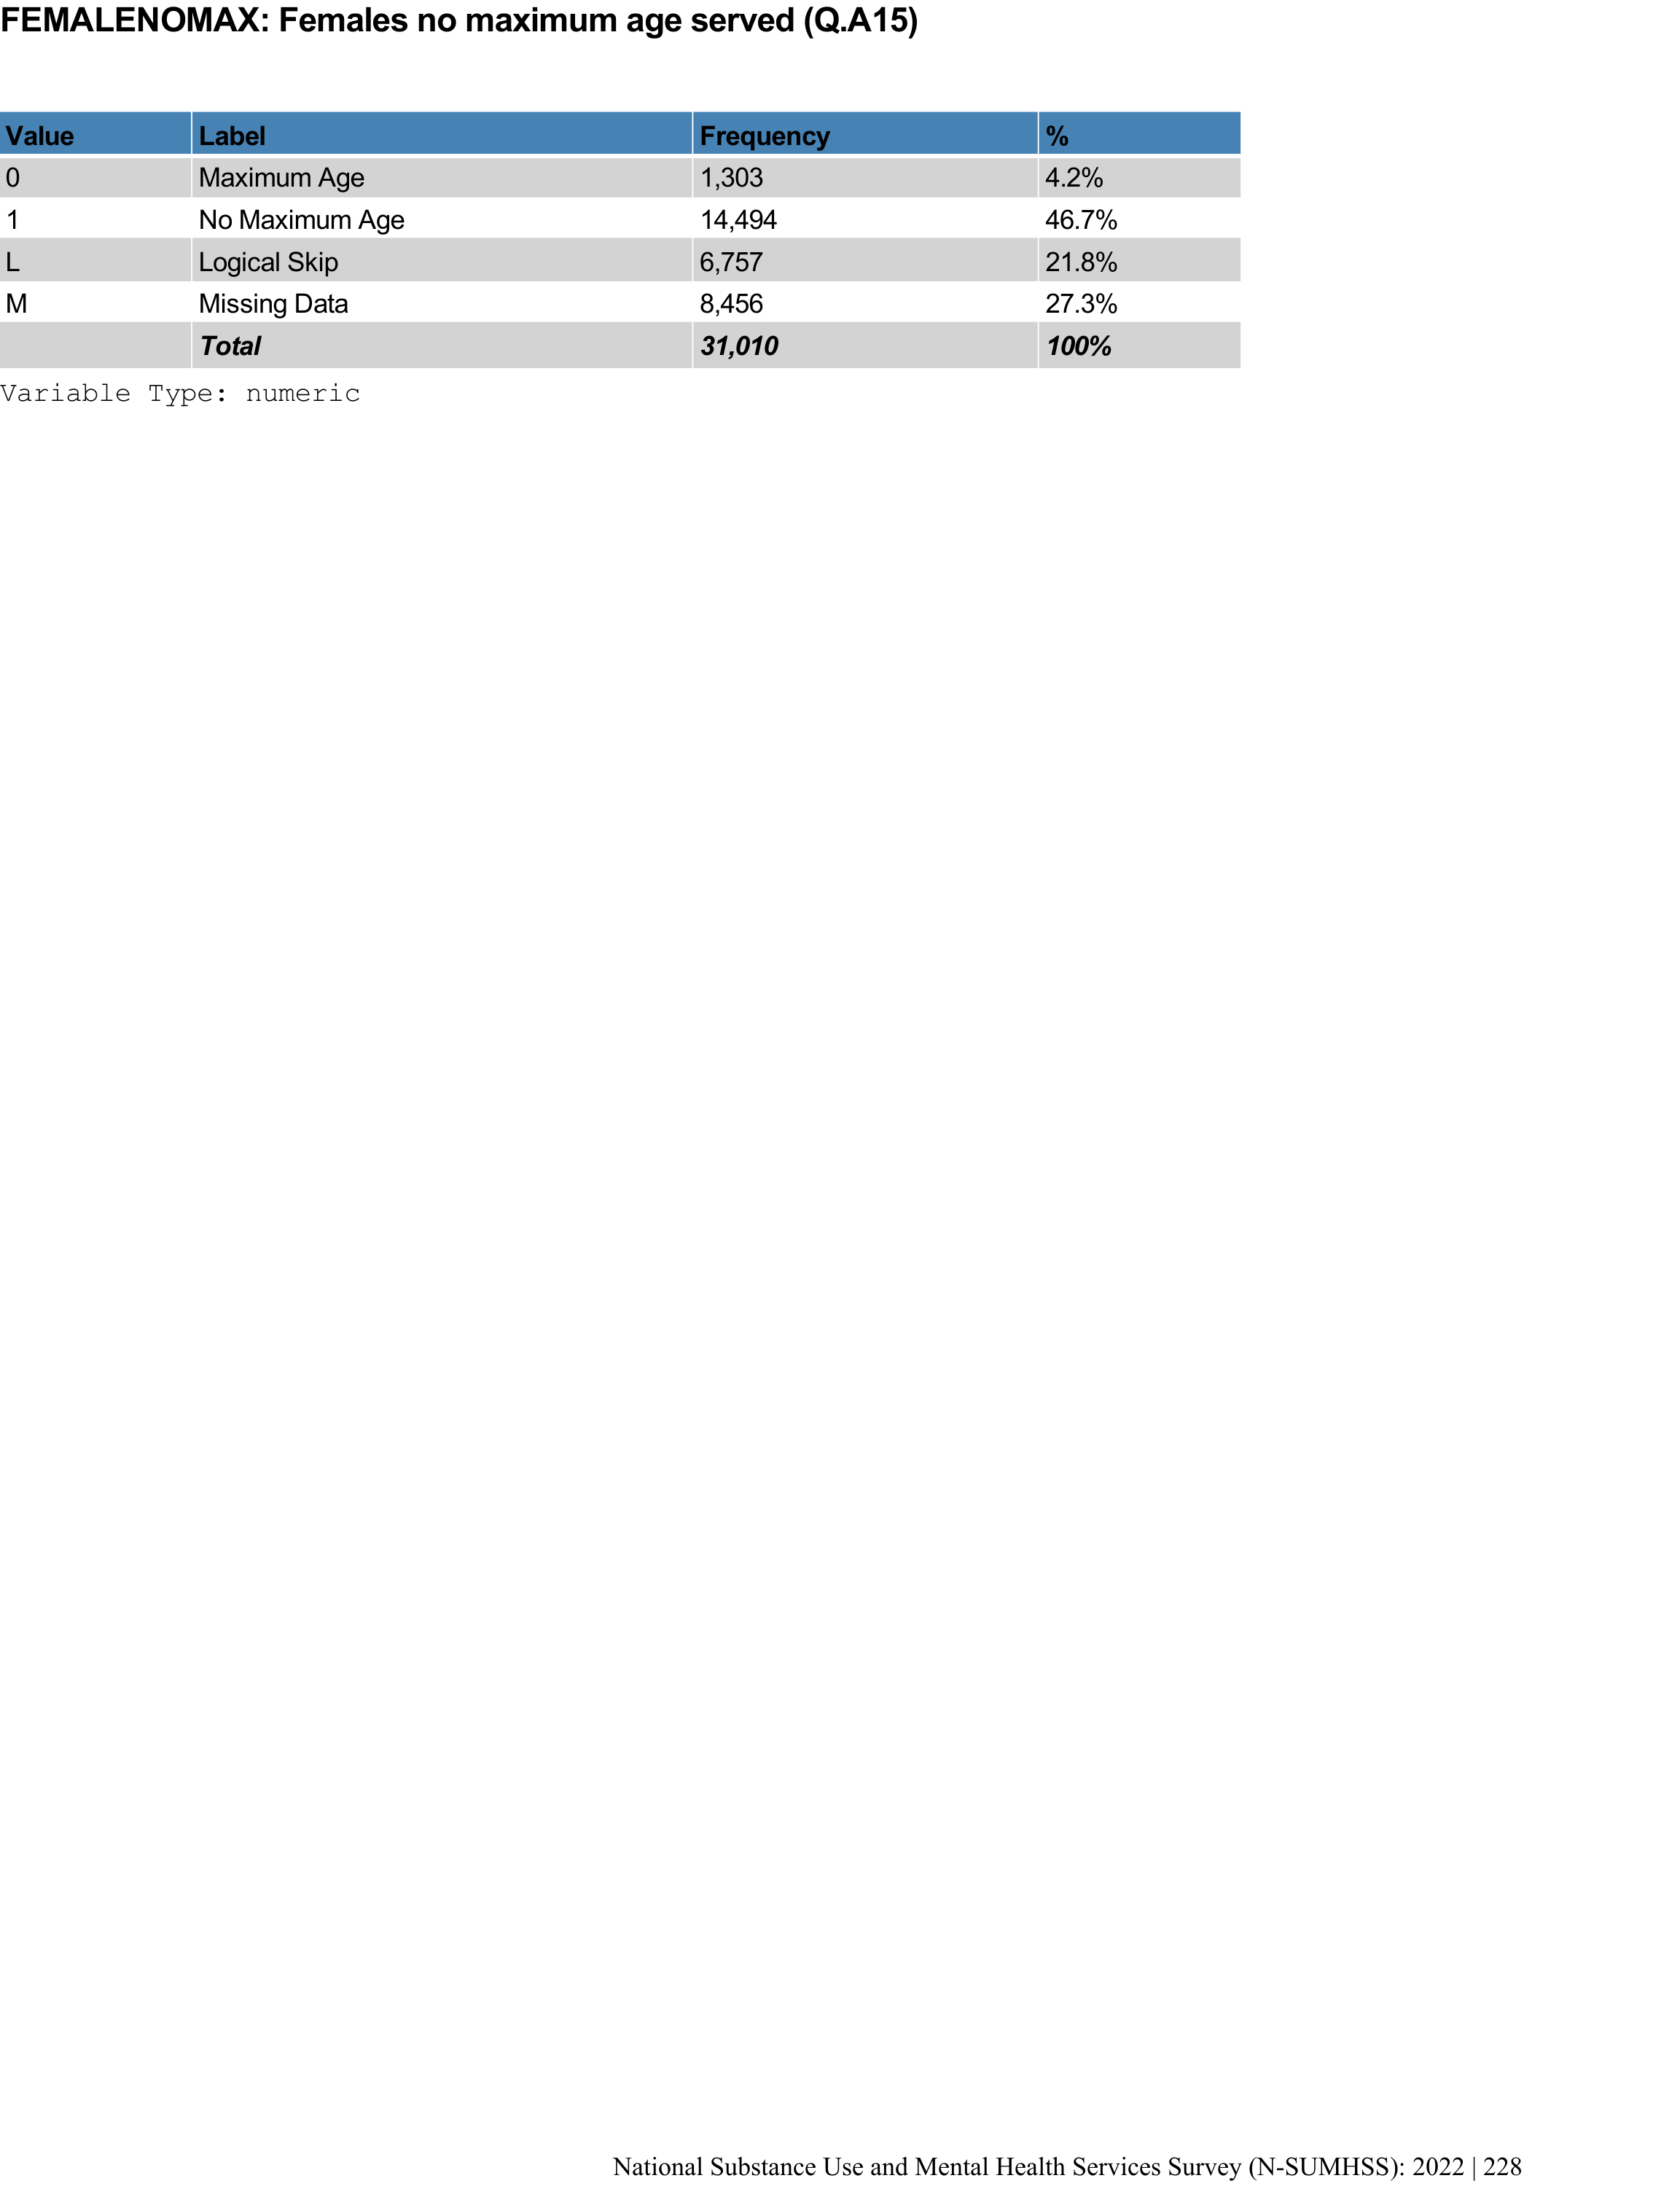 FEMALENOMAX: Females no maximum age served (Q.A15)
Value Label Frequency %
0 Maximum Age 1,303 4.2%
1 No Maximum Age 14,494 46.7%
L Logical Skip 6,757 21.8%
M Missing Data 8,456 27.3%
Total 31,010 100%
Variable Type: numeric
National Substance Use and Mental Health Services Survey (N-SUMHSS): 2022 | 228